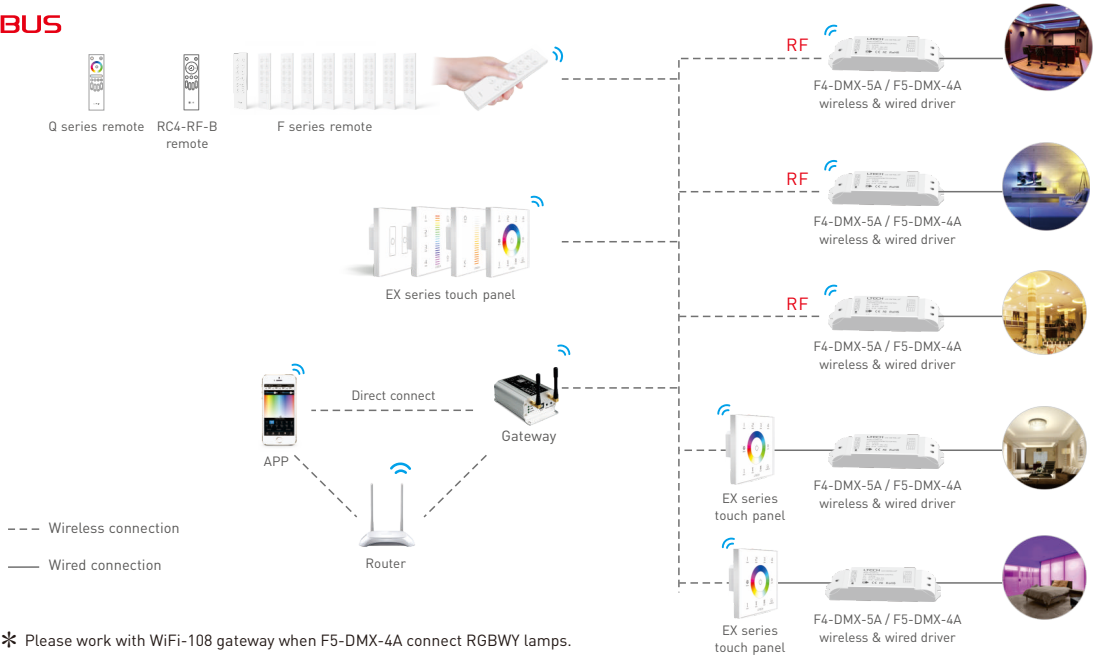 BUS
RF
F4-DMX-5A / F5-DMX-4A
wireless & wired driver
Q series remote
RC4-RF-B
remote
F series remote
RF
F4-DMX-5A / F5-DMX-4A
wireless & wired driver
EX series touch panel
RF
F4-DMX-5A / F5-DMX-4A
wireless & wired driver
Direct connect
Gateway
APP
EX series
touch panel
F4-DMX-5A / F5-DMX-4A
wireless & wired driver
--- Wireless connection
— Wired connection
Router
EX series
touch panel
F4-DMX-5A / F5-DMX-4A
wireless & wired driver
* Please work with WiFi-108 gateway when F5-DMX-4A connect RGBWY lamps.